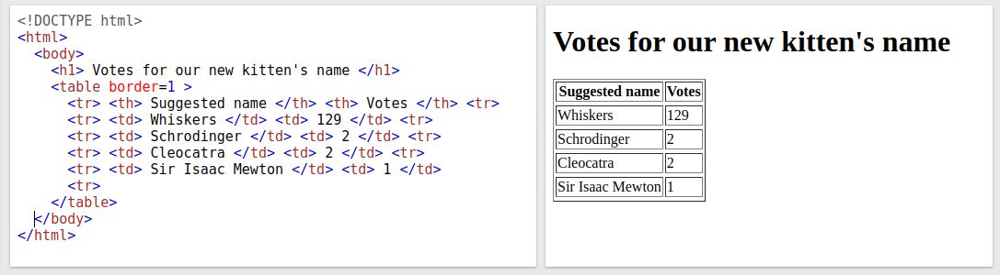 <!DOCTYPE html>
<html>
<body>
<h1> Votes for our new kitten's name </h1>
<table border=1 >
<tr> <th> Suggested name </th> <th> Votes </th> <tr>
<tr> <td> Whiskers </td> <td> 129 </td> <tr>
<tr> <td> Schrodinger </td> <td> 2 </td> <tr>
<tr> <td> Cleocatra </td> <td> 2 </td> <tr>
<tr> <td> Sir Isaac Mewton </td> <td> 1 </td>
<tr>
</table>
</body>
</html>
Votes for our new kitten's name
Suggested name Votes
Whiskers 129
Schrodinger 2
Cleocatra 2
Sir Isaac Mewton 1